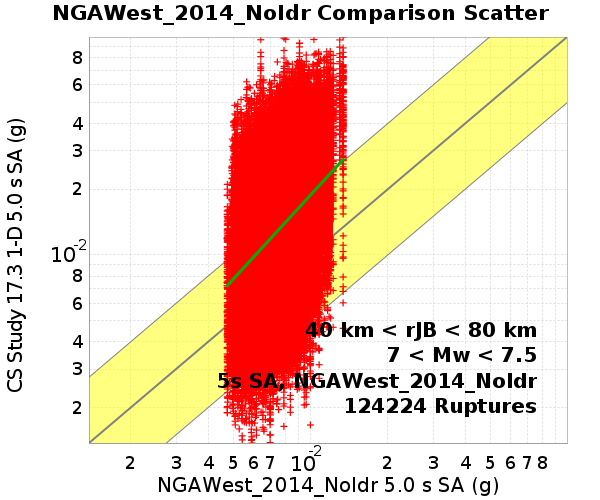 NGAWest_2014_NoIdr Comparison Scatter
CS Study 17.3 1-D 5.0 s SA (g)
8
6
4
3
2
10-2
8
6
4
3
2
40 km < rJB < 80 km
7 < Mw < 7.5
5s SA, NGAWest_2014_NoIdr
124224 Ruptures
2 3 4 5 6 7 10-2 2 3 4 5 6 7 8
NGAWest_2014_NoIdr 5.0 s SA (g)